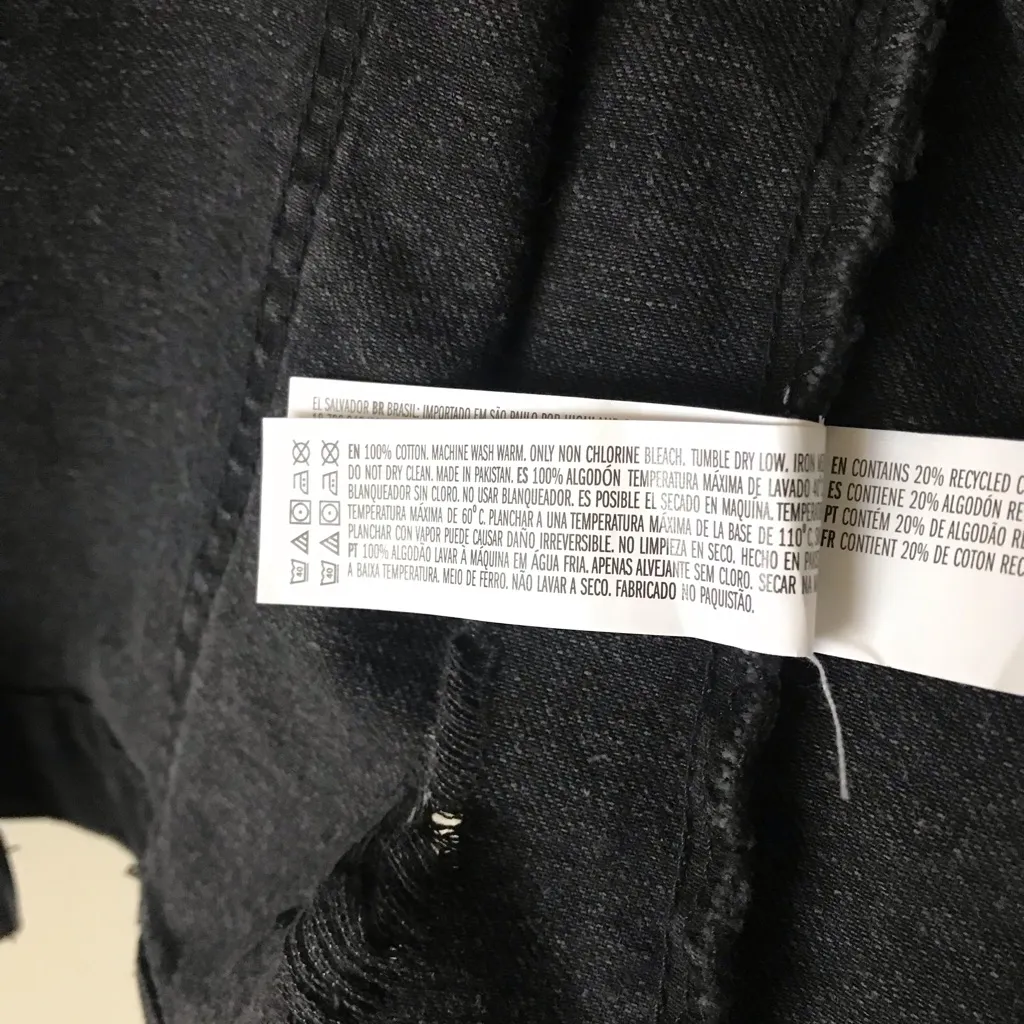 EL SALVADOR BR BRASIL: IMPORTADO EM SÃO PAULO POR
EN 100% COTTON. MACHINE WASH WARM. ONLY NON CHLORINE BLEACH. TUMBLE DRY LOW. IRON
DO NOT DRY CLEAN. MADE IN PAKISTAN. ES 100% ALGODÓN TEMPERATURA MÁXIMA DE LAVADO
BLANQUEADOR SIN CLORO. NO USAR BLANQUEADOR. ES POSIBLE EL SECADO EN MAQUINA.
TEMPERATURA MÁXIMA DE 60° C. PLANCHAR A UNA TEMPERATURA MÁXIMA DE LA BASE DE 110° C.
PLANCHAR CON VAPOR PUEDE CAUSAR DAÑO IRREVERSIBLE. NO LIMPIEZA EN SECO. HECHO EN
PT 100% ALGODÃO LAVAR À MÁQUINA EM ÁGUA FRIA. APENAS ALVEJANTE SEM CLORO. SECAR
A BAIXA TEMPERATURA. MEIO DE FERRO. NÃO LAVAR A SECO. FABRICADO NO PAQUISTÃO.
40 40
EN CONTAINS 20% RECYCLED C
ES CONTIENE 20% ALGODÓN RE
PT CONTÉM 20% DE ALGODÃO RE
FR CONTIENT 20% DE COTON REC